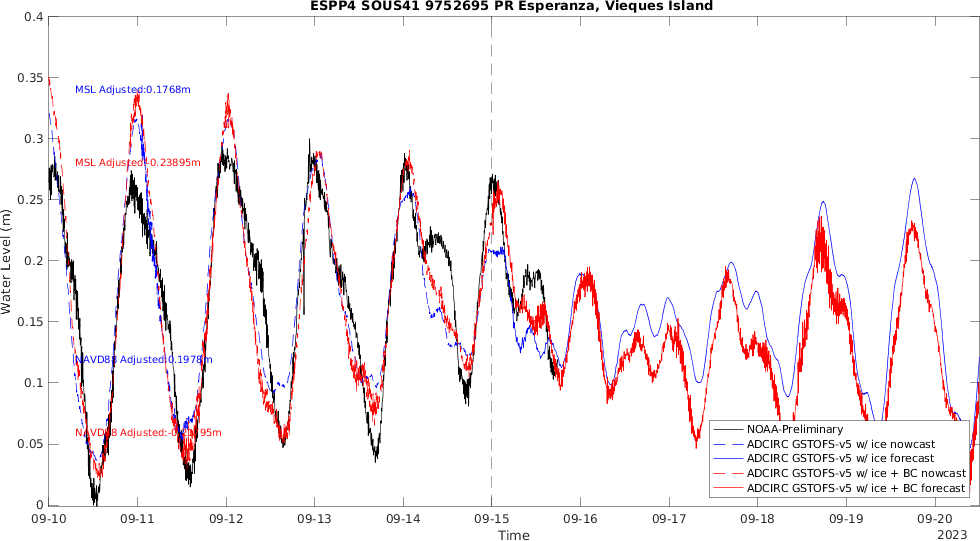 ESPP4 SOUS41 9752695 PR Esperanza, Vieques Island
0.4
0.35
0.3
0.25
0.2
0.15
0.1
0.05
0
Water Level (m)
MSL Adjusted:0.1768m
MSL Adjusted:-0.23895m
NAVD88 Adjusted:0.1978m
NAVD88 Adjusted:
NOAA-Preliminary
ADCIRC GSTOFS-v5 w/ ice nowcast
ADCIRC GSTOFS-v5 w/ ice forecast
ADCIRC GSTOFS-v5 w/ ice + BC nowcast
ADCIRC GSTOFS-v5 w/ ice + BC forecast
09-10 09-11 09-12 09-13 09-14 09-15 09-16 09-17 09-18 09-19 09-20
Time
2023